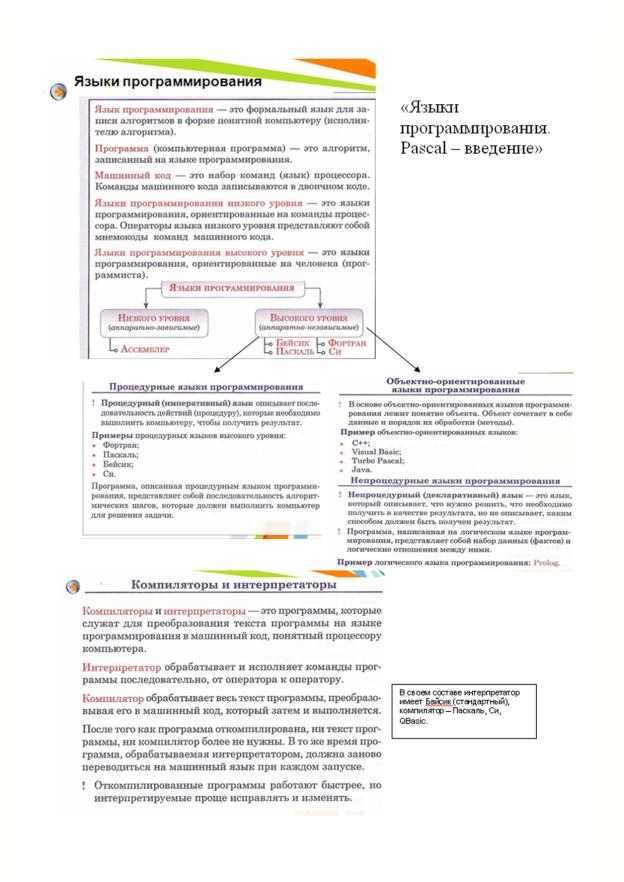 Языки программирования
«Языки
программирования.
Pascal – введение»
Язык программирования — это формальный язык для за-
писи алгоритмов в форме понятной компьютеру (исполни-
телю алгоритма).
Программа (компьютерная программа) — это алгоритм,
записанный на языке программирования.
Машинный код — это набор команд (язык) процессора.
Команды машинного кода записываются в двоичном коде.
Языки программирования низкого уровня — это языки
программирования, ориентированные на команды процес-
сора. Операторы языка низкого уровня представляют собой
мнемокоды команд машинного кода.
Языки программирования высокого уровня — это языки
программирования, ориентированные на человека (прог-
раммиста).
Языки программирования
Низкого уровня
(аппаратно-зависимые)
Ассемблер
Высокого уровня
(аппаратно-независимые)
Бейсик Фортран
Паскаль Си
Процедурные языки программирования
! Процедурный (императивный) язык описывает после-
довательность действий (процедуру), которые необходимо
выполнить компьютеру, чтобы получить результат.
Примеры процедурных языков высокого уровня:
• Фортран;
• Паскаль;
• Бейсик;
• Си.
Программа, описанная процедурным языком программи-
рования, представляет собой последовательность алгорит-
мических шагов, которые должен выполнить компьютер
для решения задачи.
Объектно-ориентированные
языки программирования
! В основе объектно-ориентированных языков программи-
рования лежит понятие объекта. Объект сочетает в себе
данные и порядок их обработки (методы).
Пример объектно-ориентированных языков:
• С++;
• Visual Basic;
• Turbo Pascal;
• Java.
Непроцедурные языки программирования
! Непроцедурный (декларативный) язык — это язык,
который описывает, что нужно решить, что необходимо
получить в качестве результата, но не описывает, каким
способом должен быть получен результат.
! Программа, написанная на логическом языке програм-
мирования, представляет собой набор данных (фактов) и
логические отношения между ними.
Пример логического языка программирования: Prolog.
Компиляторы и интерпретаторы
Компиляторы и интерпретаторы — это программы, которые
служат для преобразования текста программы на языке
программирования в машинный код, понятный процессору
компьютера.
Интерпретатор обрабатывает и исполняет команды прог-
раммы последовательно, от оператора к оператору.
Компилятор обрабатывает весь текст программы, преобразо-
вывая его в машинный код, который затем и выполняется.
После того как программа откомпилирована, ни текст прог-
раммы, ни компилятор более не нужны. В то же время про-
грамма, обрабатываемая интерпретатором, должна заново
переводиться на машинный язык при каждом запуске.
! Откомпилированные программы работают быстрее, но
интерпретируемые проще исправлять и изменять.
В своем составе интерпретатор
имеет Байсик (стандартный),
компилятор – Паскаль, Си,
QBasic.